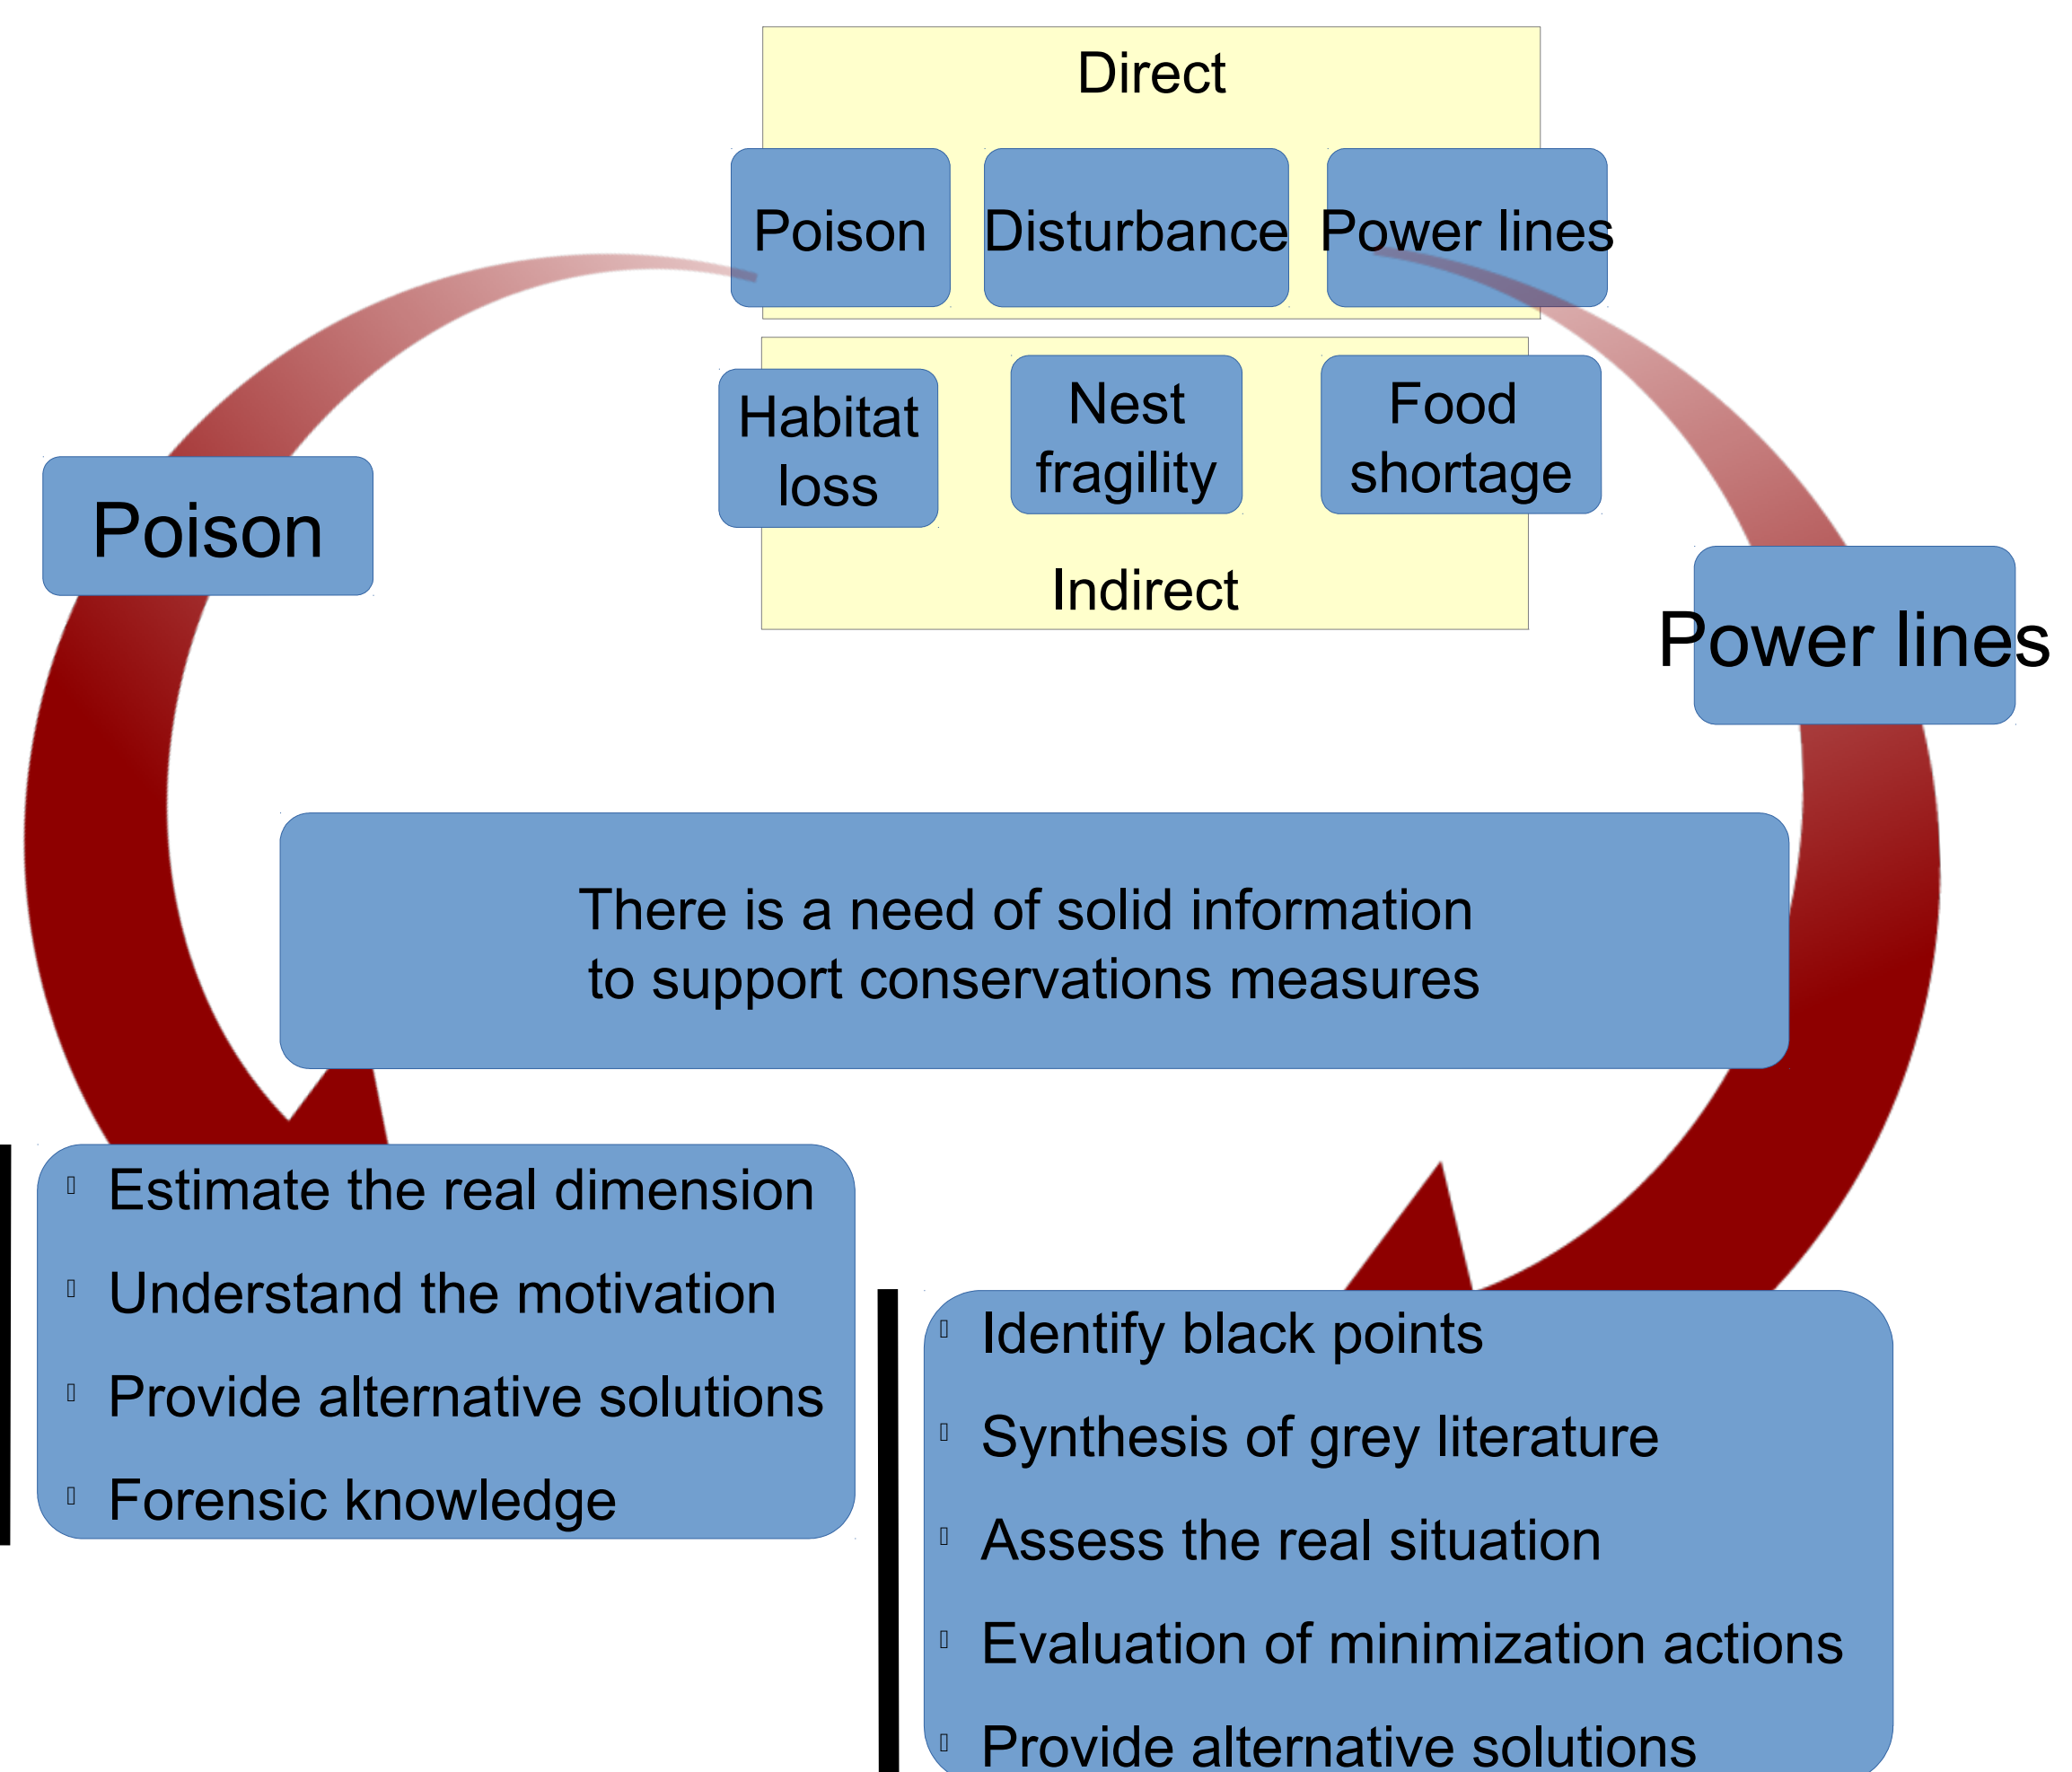 Direct
Poison
Disturbance
Power lines
Habitat
loss
Nest
fragility
Food
shortage
Indirect
Poison
Power lines
There is a need of solid information
to support conservations measures
Estimate the real dimension
Understand the motivation
Provide alternative solutions
Forensic knowledge
Identify black points
Synthesis of grey literature
Assess the real situation
Evaluation of minimization actions
Provide alternative solutions